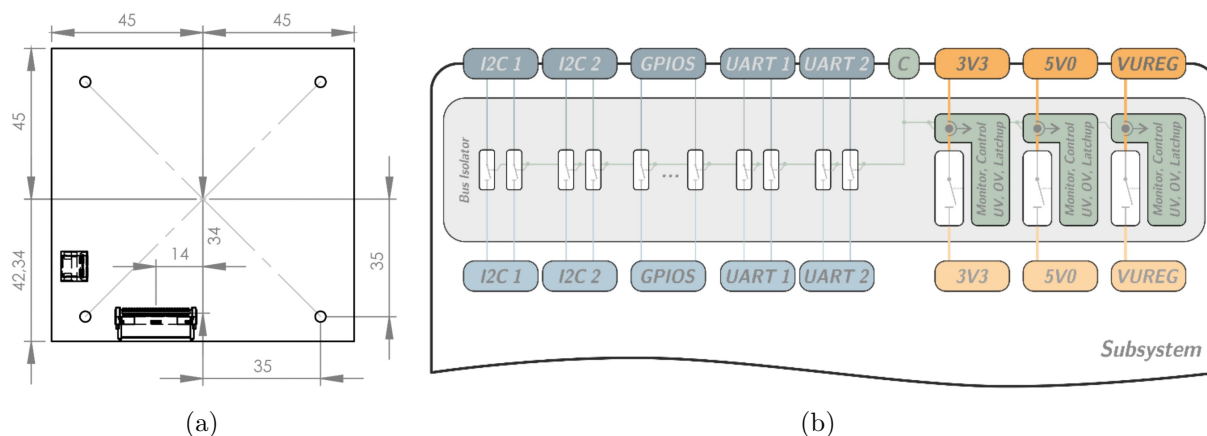 45
45
45
42,34
14
34
35
35
(a)
I2C 1
I2C 2
GPIOS
UART 1
UART 2
C
3V3
5V0
VUREG
Bus Isolator
...
Monitor, Control
UV, OV, Latchup
Monitor, Control
UV, OV, Latchup
Monitor, Control
UV, OV, Latchup
I2C 1
I2C 2
GPIOS
UART 1
UART 2
3V3
5V0
VUREG
Subsystem
(b)